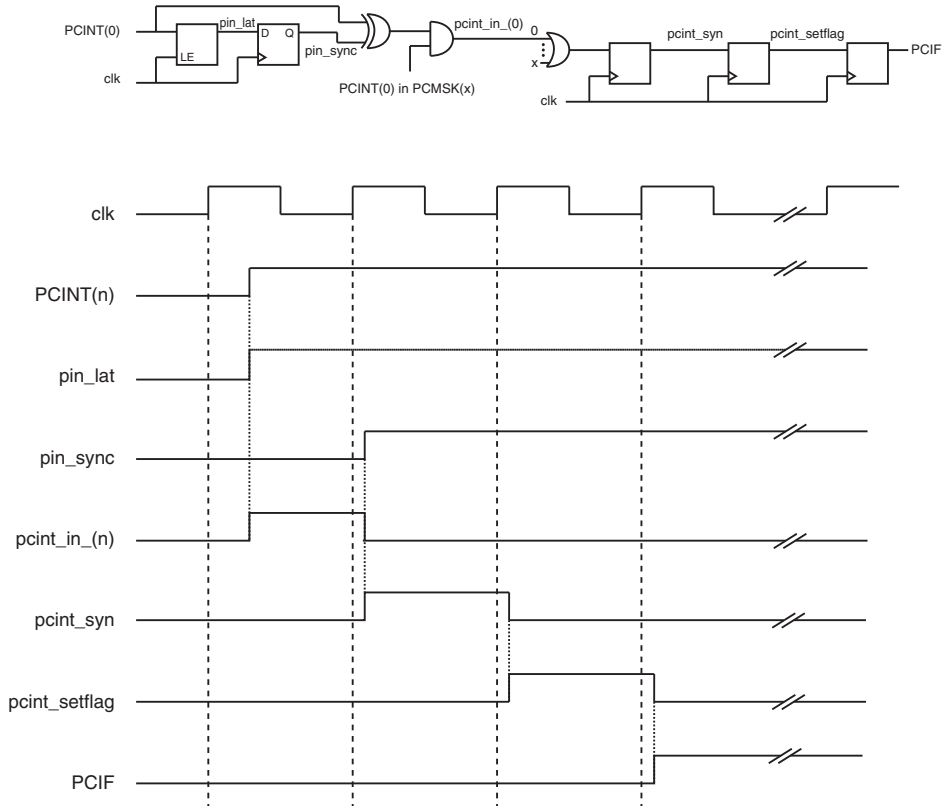 PCINT(0)
pin_lat
LE
D Q
pin_sync
clk
PCINT(0) in PCMSK(x)
pcint_in_(0)
0
x
clk
pcint_syn
pcint_setflag
PCIF
clk
PCINT(n)
pin_lat
pin_sync
pcint_in_(n)
pcint_syn
pcint_setflag
PCIF